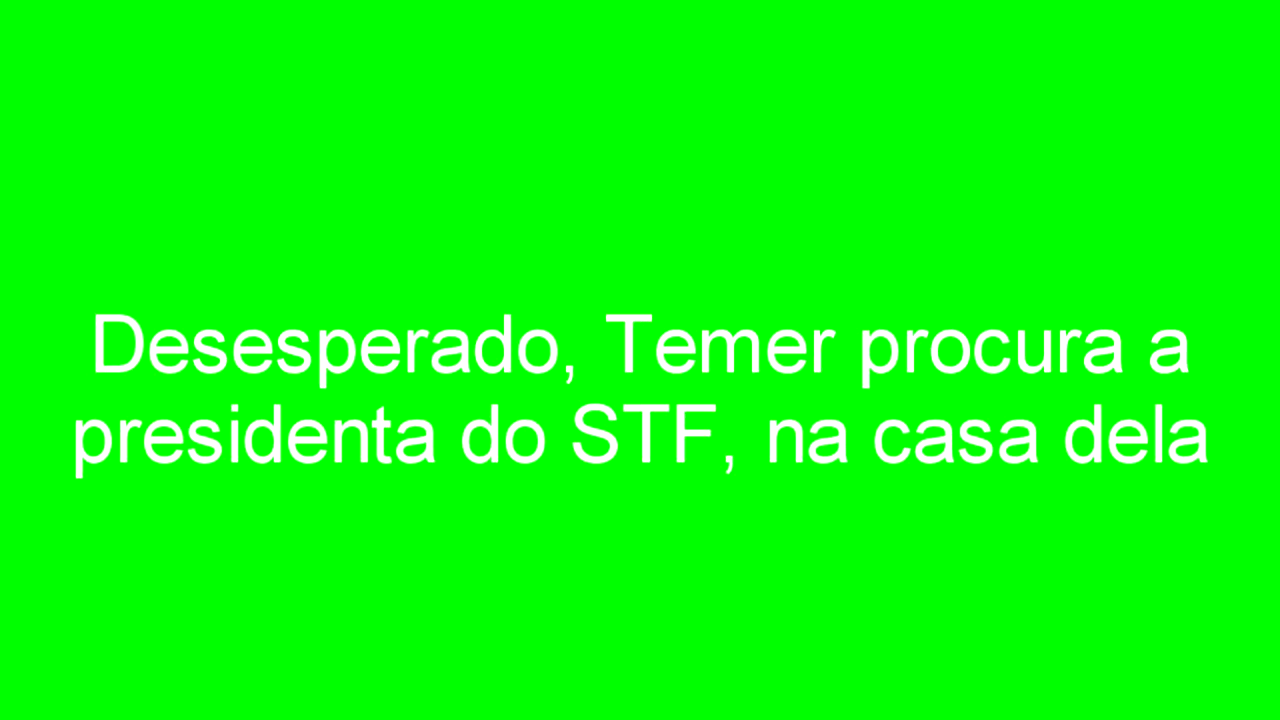 Desesperado, Temer procura a
presidenta do STF, na casa dela